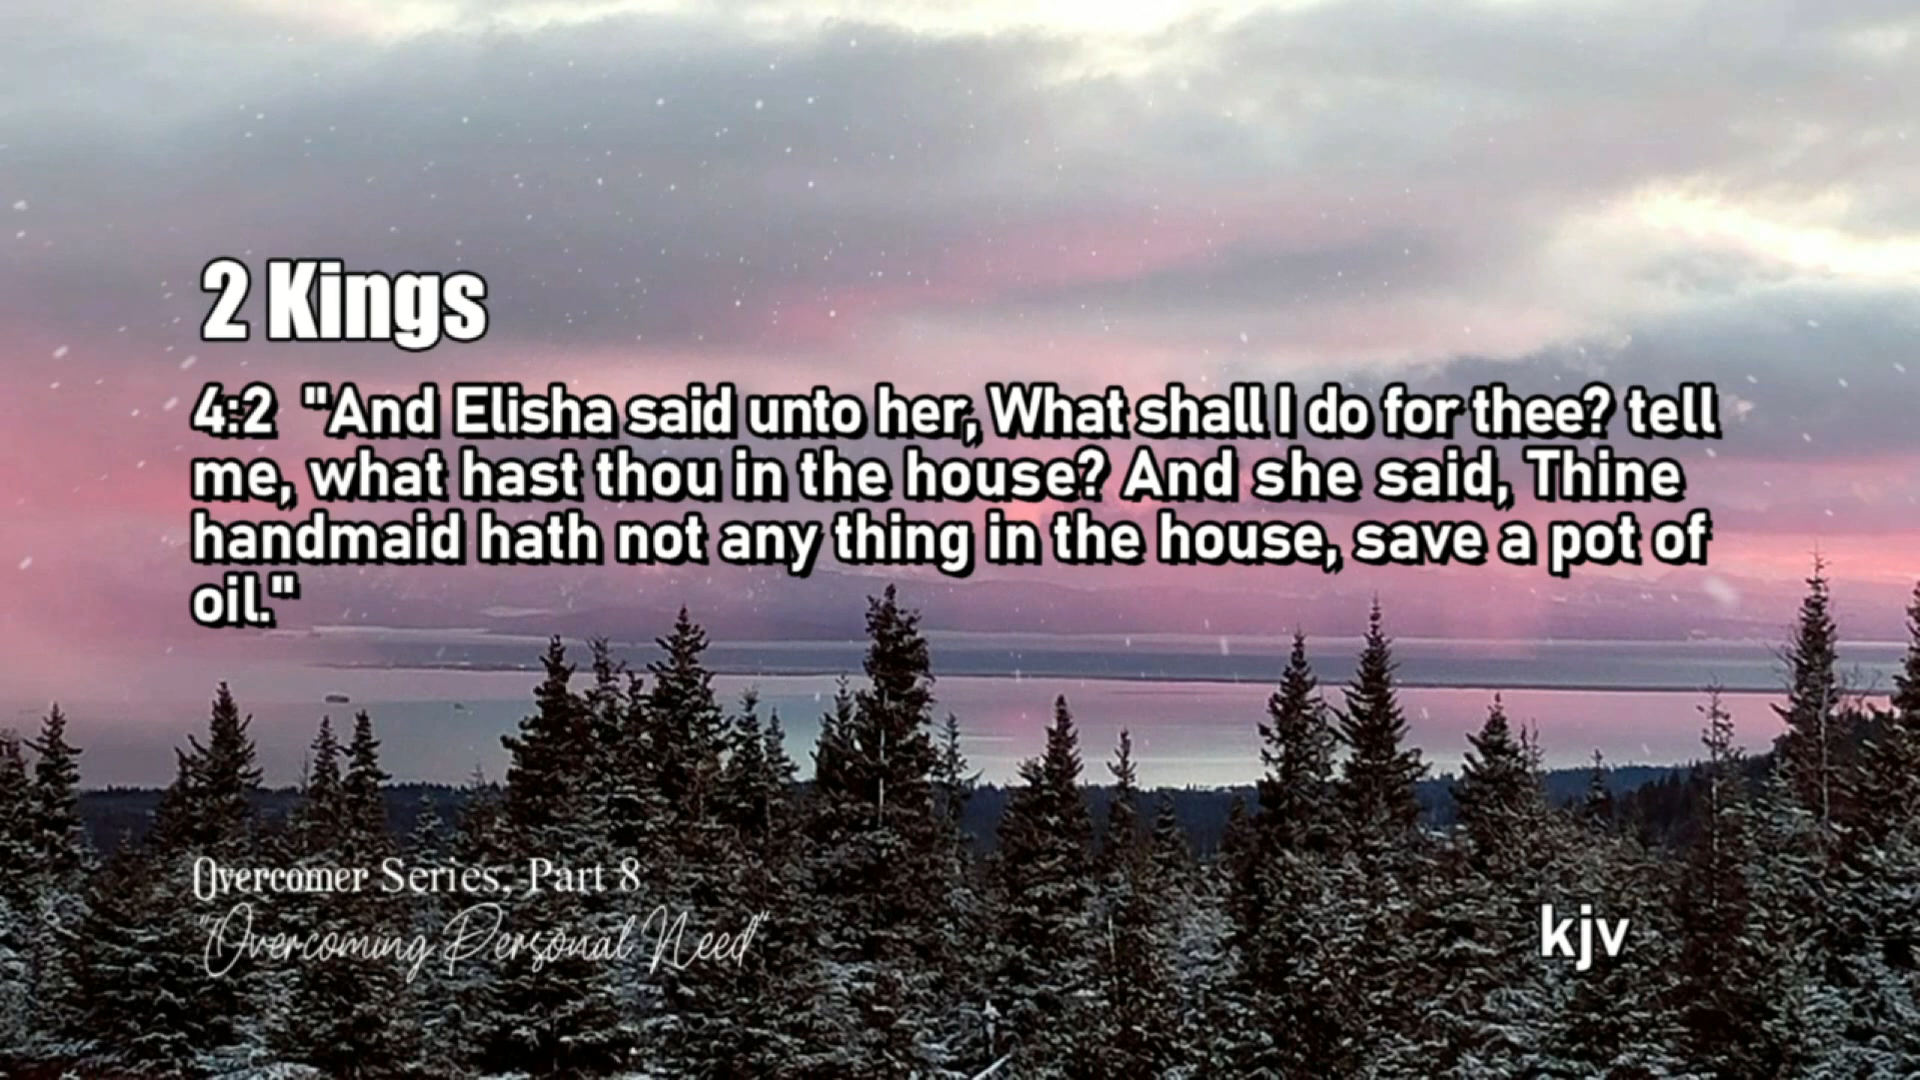 2 Kings
4:2 "And Elisha said unto her, What shall I do for thee? tell
me, what hast thou in the house? And she said, Thine
handmaid hath not any thing in the house, save a pot of
oil."
Overcomer Series, Part 8
"Overcoming Personal Need"
kjv